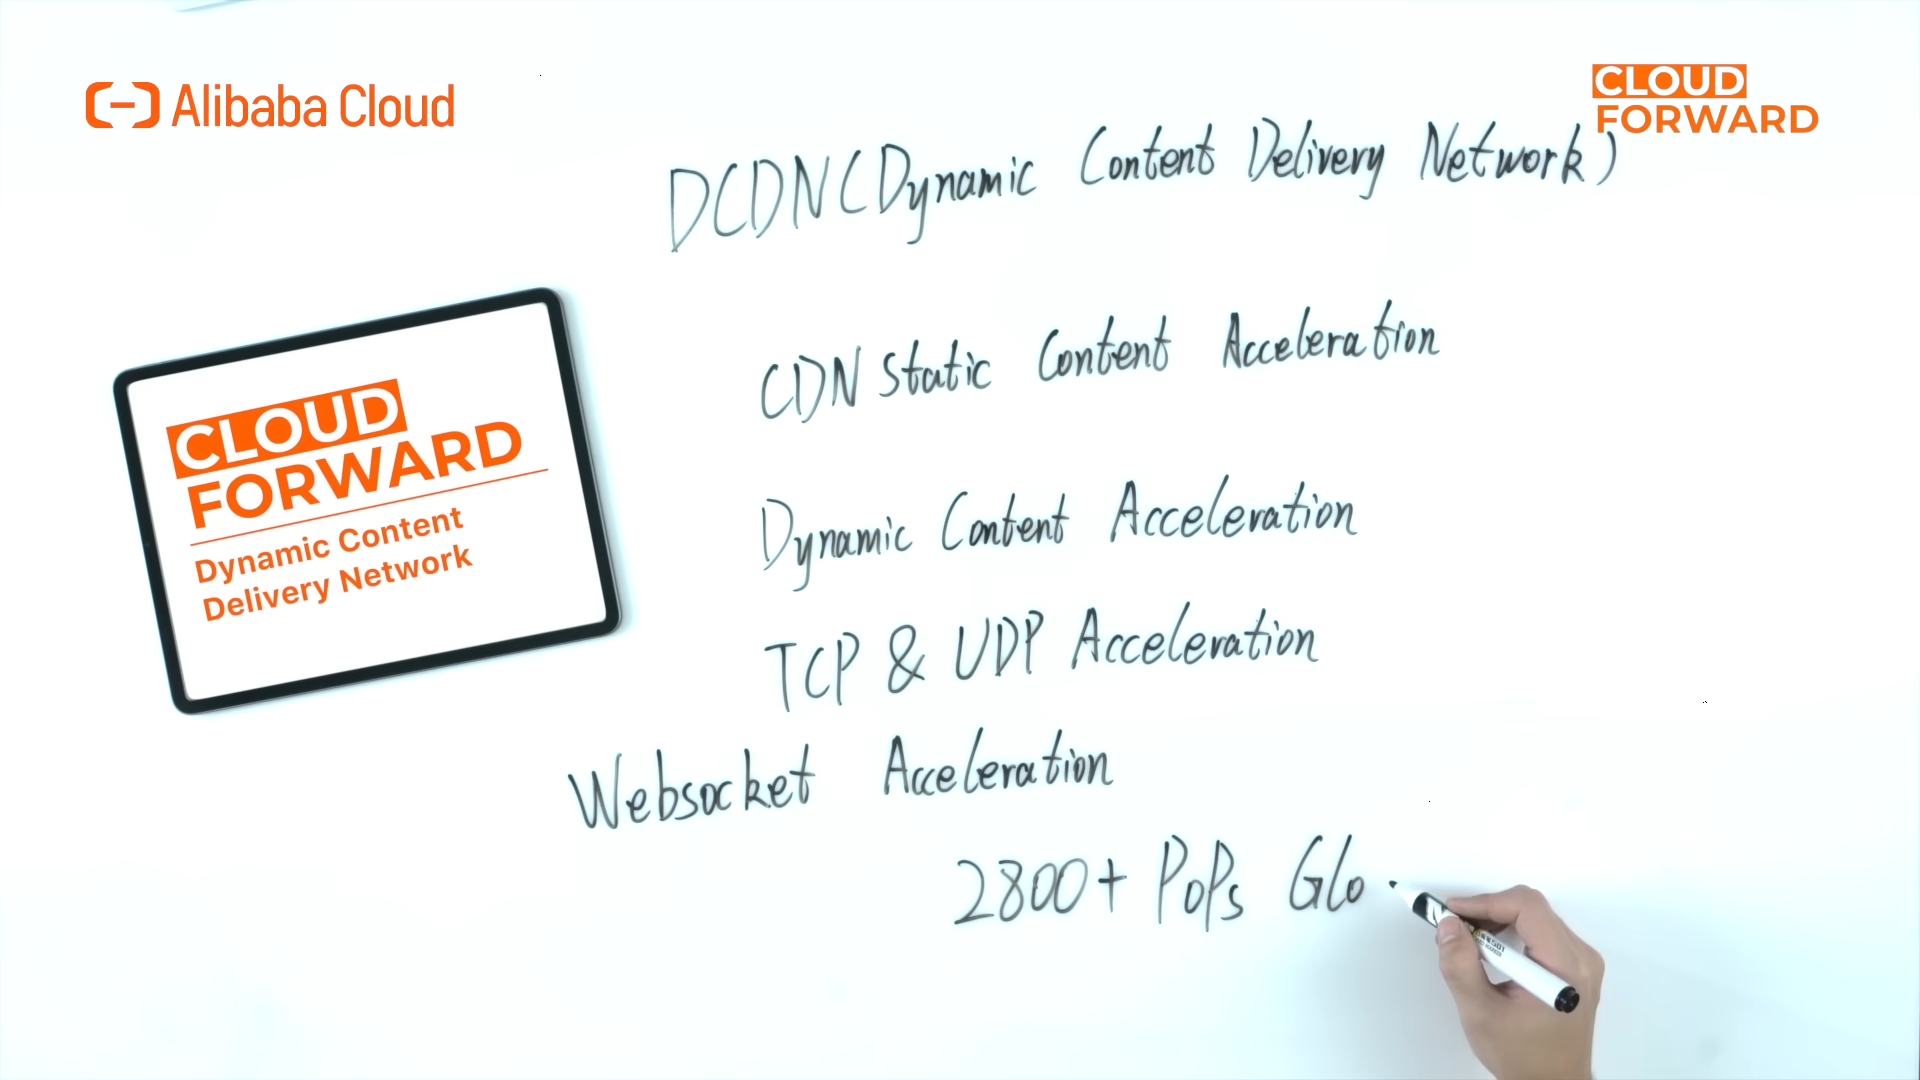 Alibaba Cloud
CLOUD
FORWARD
DCDN (Dynamic Content Delivery Network)
CLOUD
FORWARD
Dynamic Content
Delivery Network
CDN Static Content Acceleration
Dynamic Content Acceleration
TCP & UDP Acceleration
Websocket Acceleration
2800+ PoPs Glo